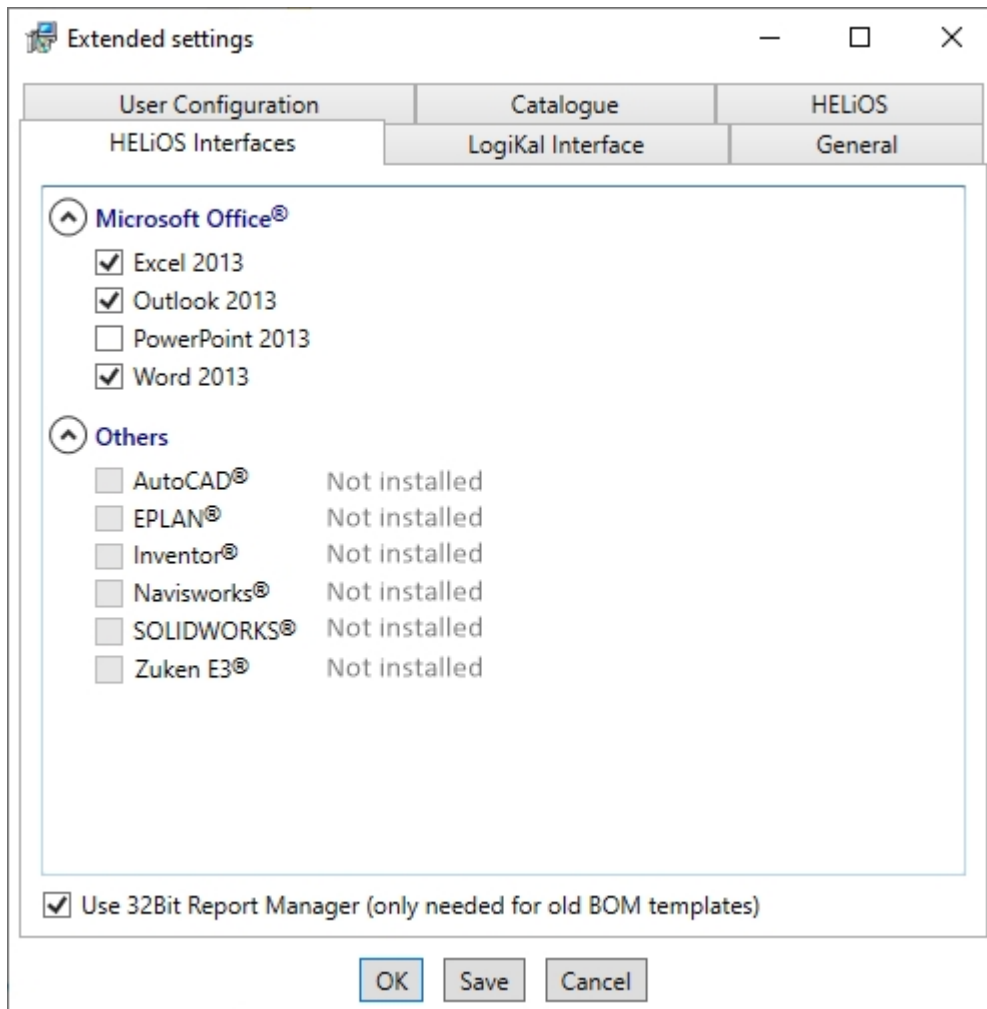 Extended settings
User Configuration Catalogue HELiOS
HELiOS Interfaces LogiKal Interface General
Microsoft Office®
Excel 2013
Outlook 2013
PowerPoint 2013
Word 2013
Others
AutoCAD® Not installed
EPLAN® Not installed
Inventor® Not installed
Navisworks® Not installed
SOLIDWORKS® Not installed
Zuken E3® Not installed
Use 32Bit Report Manager (only needed for old BOM templates)
OK Save Cancel